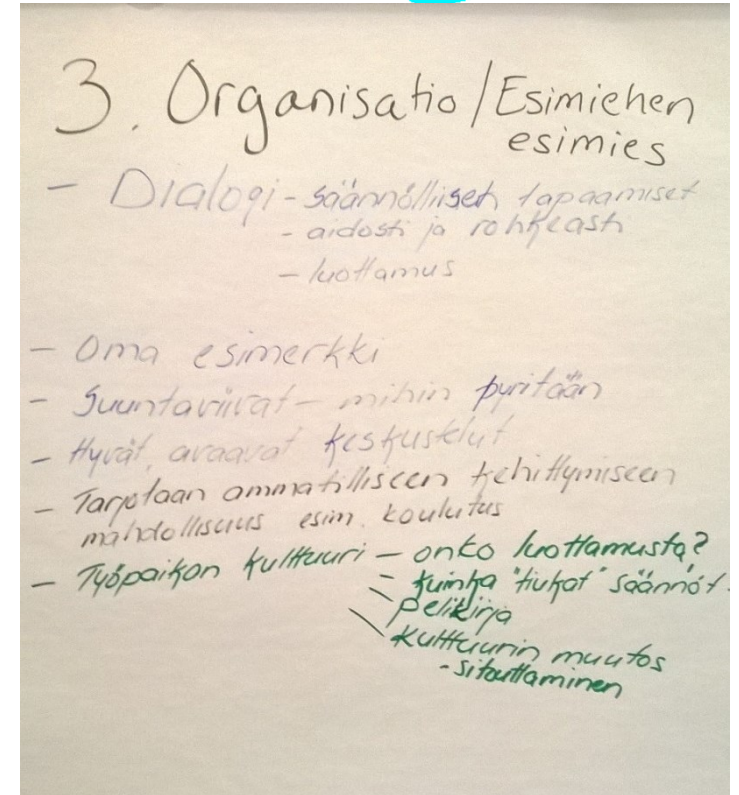 3. Organisatio / Esimiehen
esimies
- Dialogi - säännölliset tapaamiset
- aidosti ja rohkeasti
- luottamus
- Oma esimerkki
- Suuntaviivat - mihin pyritään
- Hyvät, avaavat keskustelut
- Tarjotaan ammatilliseen kehittymiseen
mahdollisuus esim. koulutus
- Työpaikan kulttuuri - onko luottamusta?
- kuinka "tiukat" säännöt
- pelikirja
\ kulttuurin muutos
- sitouttaminen